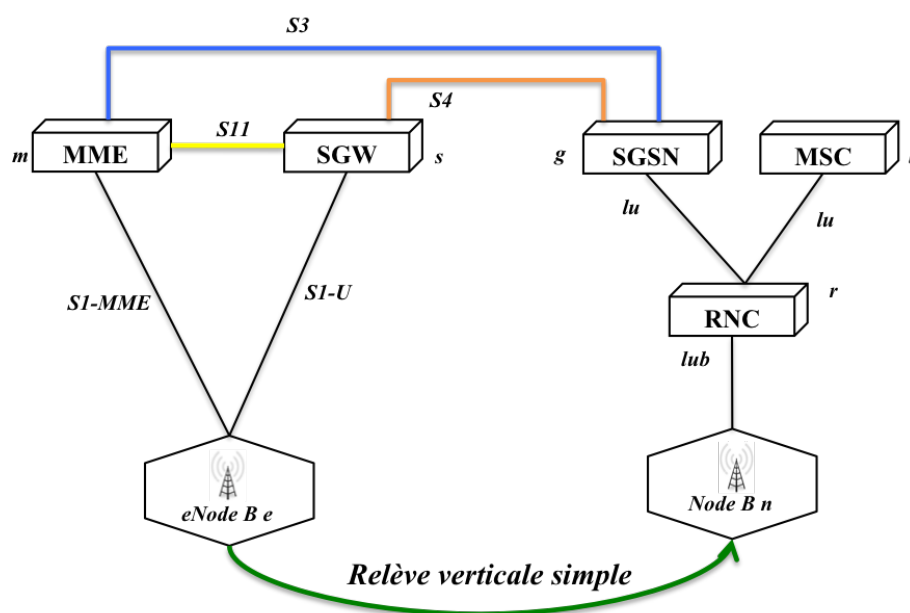 S3
S4
S11
m
MME
SGW
s
g
SGSN
MSC
lu
lu
S1-MME
S1-U
r
RNC
lub
eNode B e
Node B n
Relève verticale simple